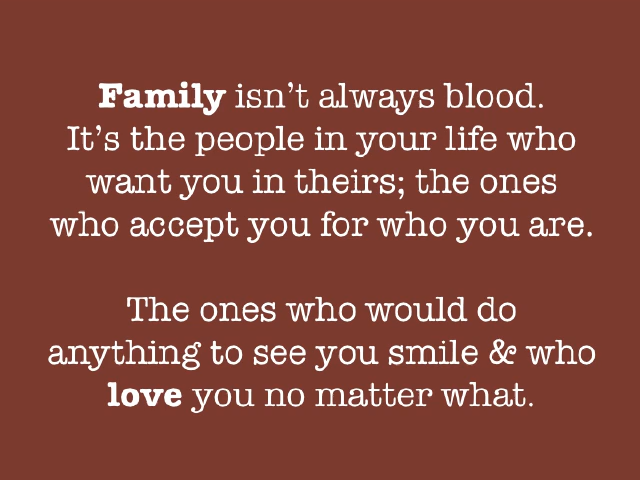 Family isn’t always blood.
It’s the people in your life who
want you in theirs; the ones
who accept you for who you are.
The ones who would do
anything to see you smile & who
love you no matter what.